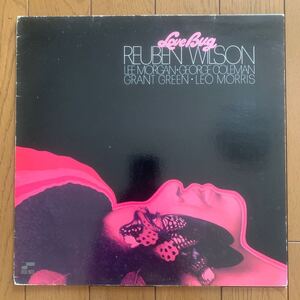 Love Bug
REUBEN WILSON
LEE MORGAN • GEORGE COLEMAN
GRANT GREEN • LEO MORRIS